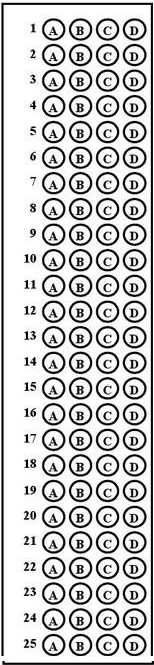 1 A B C D
2 A B C D
3 A B C D
4 A B C D
5 A B C D
6 A B C D
7 A B C D
8 A B C D
9 A B C D
10 A B C D
11 A B C D
12 A B C D
13 A B C D
14 A B C D
15 A B C D
16 A B C D
17 A B C D
18 A B C D
19 A B C D
20 A B C D
21 A B C D
22 A B C D
23 A B C D
24 A B C D
25 A B C D